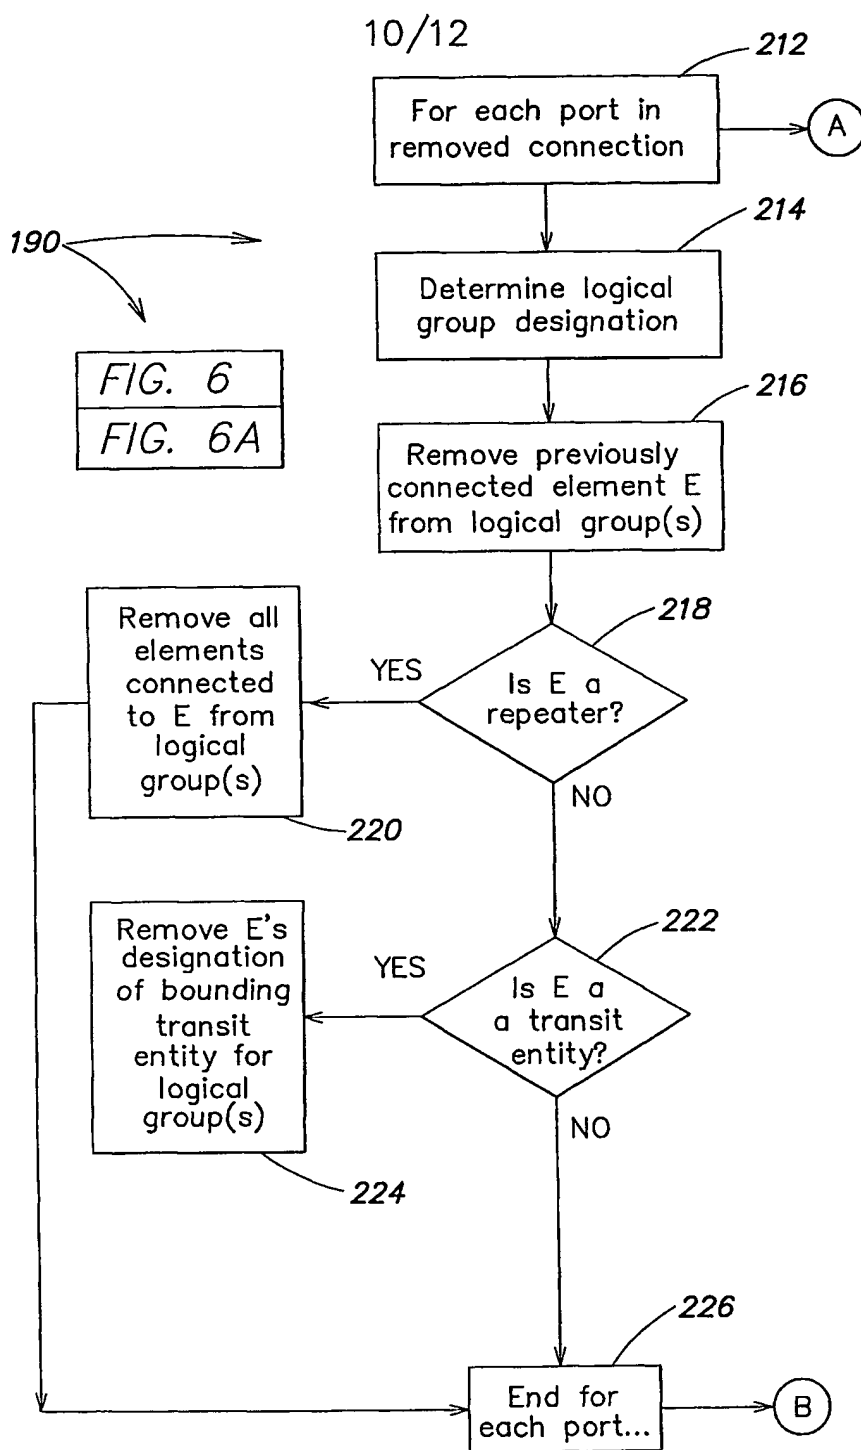 10/12
212
For each port in
removed connection
A
214
Determine logical
group designation
190
FIG. 6
FIG. 6A
216
Remove previously
connected element E
from logical group(s)
218
Is E a
repeater?
YES
NO
Remove all
elements
connected
to E from
logical
group(s)
220
222
Is E a
a transit
entity?
YES
NO
Remove E's
designation
of bounding
transit
entity for
logical
group(s)
224
226
End for
each port...
B